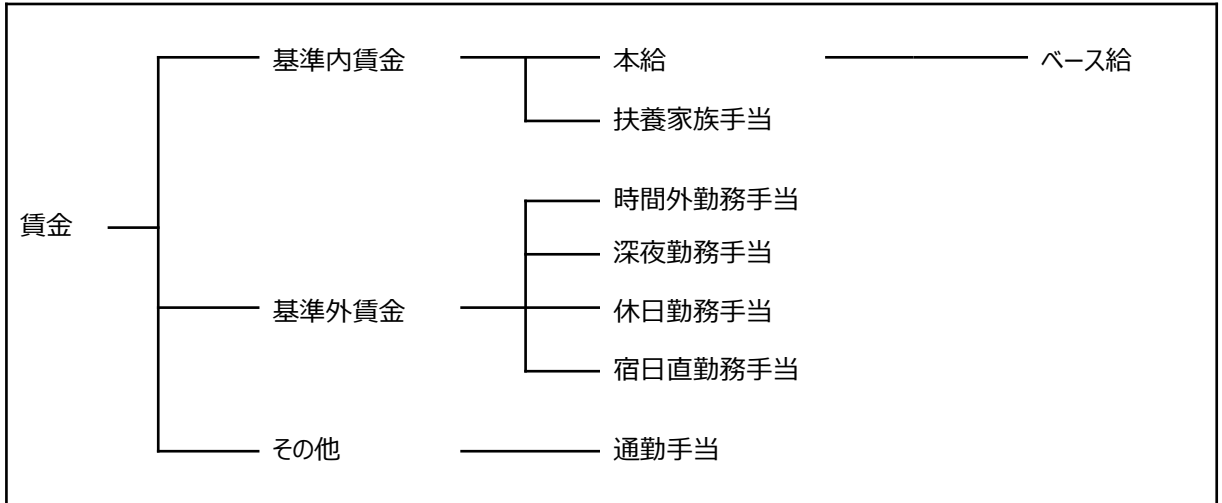 基準内賃金 本給 ベース給
扶養家族手当
時間外勤務手当
賃金
深夜勤務手当
基準外賃金 休日勤務手当
宿日直勤務手当
その他 通勤手当